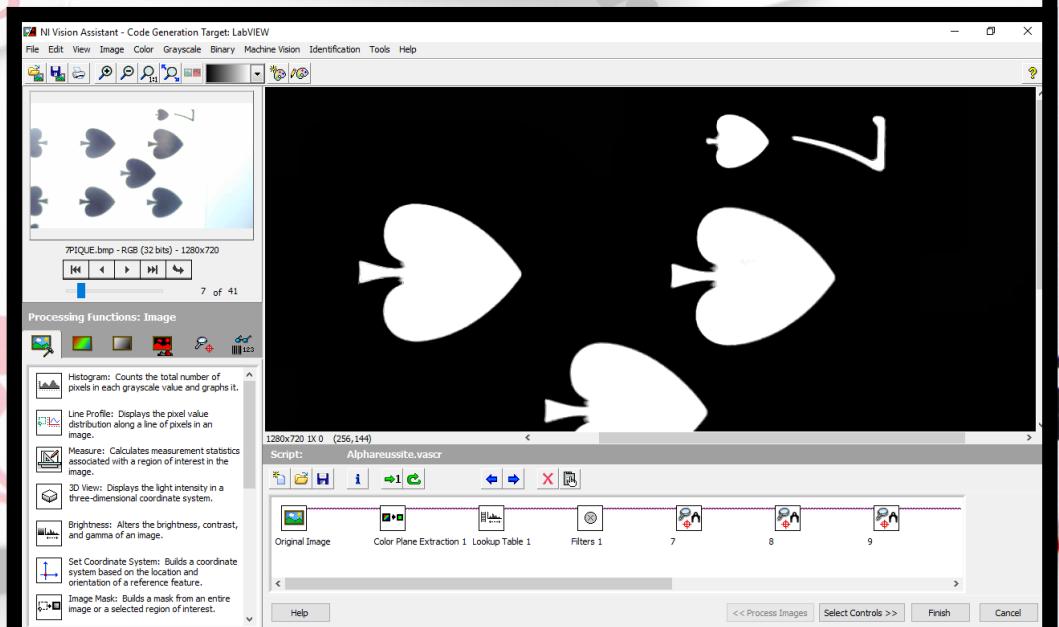 NI Vision Assistant - Code Generation Target: LabVIEW
File Edit View Image Color Grayscale Binary Machine Vision Identification Tools Help
1:1
7
7
7PIQUE.bmp - RGB (32 bits) - 1280x720
7 of 41
Processing Functions: Image
123
Histogram: Counts the total number of
pixels in each grayscale value and graphs it.
Line Profile: Displays the pixel value
distribution along a line of pixels in an
image.
Measure: Calculates measurement statistics
associated with a region of interest in the
image.
3D View: Displays the light intensity in a
three-dimensional coordinate system.
Brightness: Alters the brightness, contrast,
and gamma of an image.
Set Coordinate System: Builds a coordinate
system based on the location and
orientation of a reference feature.
Image Mask: Builds a mask from an entire
image or a selected region of interest.
1280x720 1X 0 (256,144)
Script: Alphareussite.vascr
i 1
Original Image Color Plane Extraction 1 Lookup Table 1 Filters 1 7 8 9
Help << Process Images Select Controls >> Finish Cancel